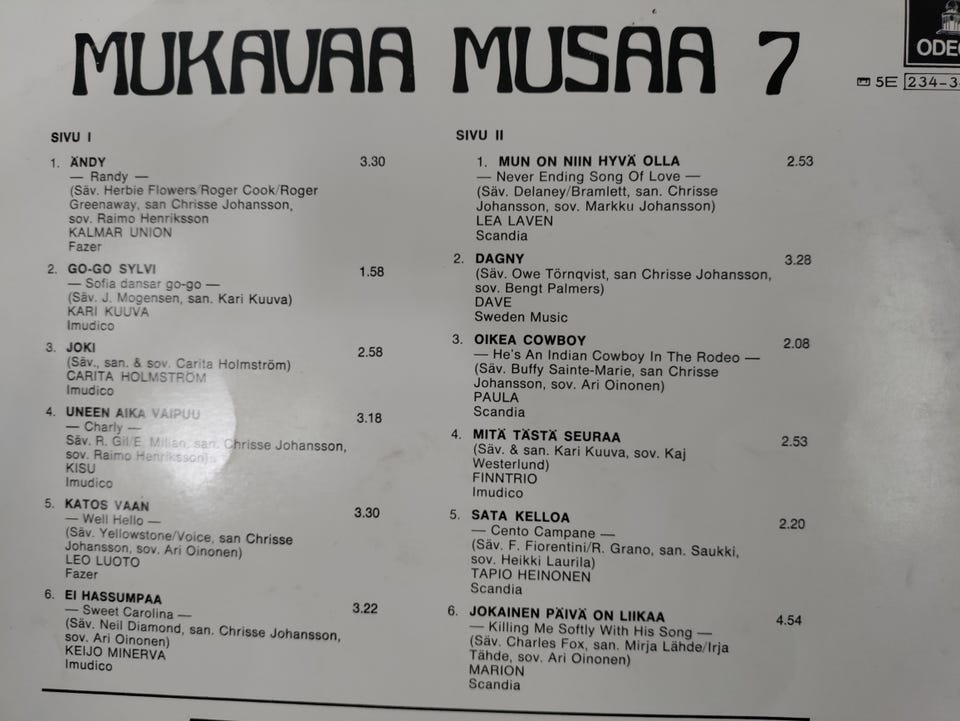 MUKAVAA MUSAA 7
5E
SIVU I
1. ÄNDY 3.30
— Randy —
(Säv. Herbie Flowers/Roger Cook/Roger
Greenaway, san Chrisse Johansson,
sov. Raimo Henriksson
KALMAR UNION
Fazer
2. GO-GO SYLVI 1.58
— Sofia dansar go-go —
(Säv. J. Mogensen, san. Kari Kuuva)
KARI KUUVA
Imudico
3. JOKI 2.58
(Säv., san. & sov. Carita Holmström)
CARITA HOLMSTRÖM
Imudico
4. UNEEN AIKA VAIPUU 3.18
— Charly —
Säv. R. Gil/E. Milian, san. Chrisse Johansson,
sov. Raimo Henriksson)
KISU
Imudico
5. KATOS VAAN 3.30
— Well Hello —
(Säv. Yellowstone/Voice, san Chrisse
Johansson, sov. Ari Oinonen)
LEO LUOTO
Fazer
6. EI HASSUMPAA 3.22
— Sweet Carolina —
(Säv. Neil Diamond, san. Chrisse Johansson,
sov. Ari Oinonen)
KEIJO MINERVA
Imudico
SIVU II
1. MUN ON NIIN HYVÄ OLLA 2.53
— Never Ending Song Of Love —
(Säv. Delaney/Bramlett, san. Chrisse
Johansson, sov. Markku Johansson)
LEA LAVEN
Scandia
2. DAGNY 3.28
(Säv. Owe Törnqvist, san Chrisse Johansson,
sov. Bengt Palmers)
DAVE
Sweden Music
3. OIKEA COWBOY 2.08
— He's An Indian Cowboy In The Rodeo —
(Säv. Buffy Sainte-Marie, san Chrisse
Johansson, sov. Ari Oinonen)
PAULA
Scandia
4. MITÄ TÄSTÄ SEURAA 2.53
(Säv. & san. Kari Kuuva, sov. Kaj
Westerlund)
FINNTRIO
Imudico
5. SATA KELLOA 2.20
— Cento Campane —
(Säv. F. Fiorentini/R. Grano, san. Saukki,
sov. Heikki Laurila)
TAPIO HEINONEN
Scandia
6. JOKAINEN PÄIVÄ ON LIIKAA 4.54
— Killing Me Softly With His Song —
(Säv. Charles Fox, san. Mirja Lähde/Irja
Tähde, sov. Ari Oinonen)
MARION
Scandia